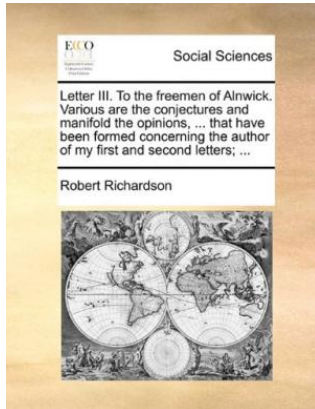 ECCO
Social Sciences
Letter III. To the freemen of Alnwick.
Various are the conjectures and
manifold the opinions, ... that have
been formed concerning the author
of my first and second letters; ...
Robert Richardson